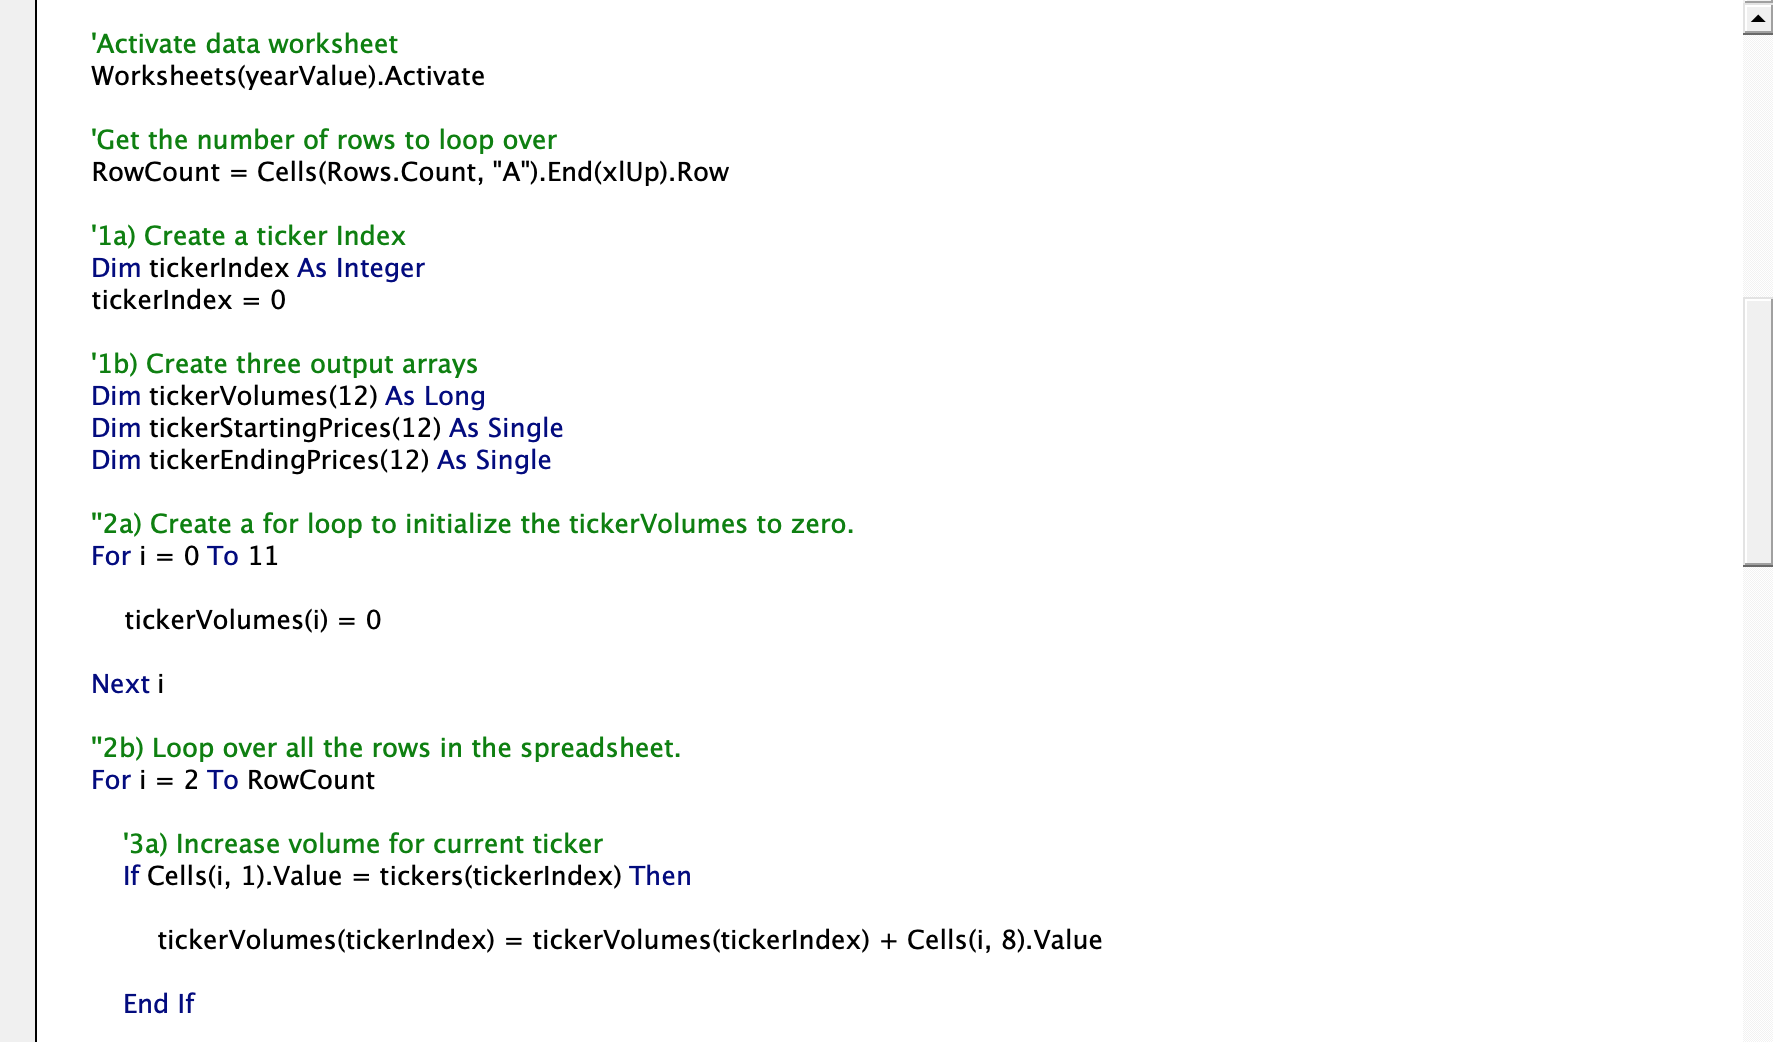 'Activate data worksheet
Worksheets(yearValue).Activate
'Get the number of rows to loop over
RowCount = Cells(Rows.Count, "A").End(xlUp).Row
'1a) Create a ticker Index
Dim tickerIndex As Integer
tickerIndex = 0
'1b) Create three output arrays
Dim tickerVolumes(12) As Long
Dim tickerStartingPrices(12) As Single
Dim tickerEndingPrices(12) As Single
''2a) Create a for loop to initialize the tickerVolumes to zero.
For i = 0 To 11
tickerVolumes(i) = 0
Next i
''2b) Loop over all the rows in the spreadsheet.
For i = 2 To RowCount
'3a) Increase volume for current ticker
If Cells(i, 1).Value = tickers(tickerIndex) Then
tickerVolumes(tickerIndex) = tickerVolumes(tickerIndex) + Cells(i, 8).Value
End If